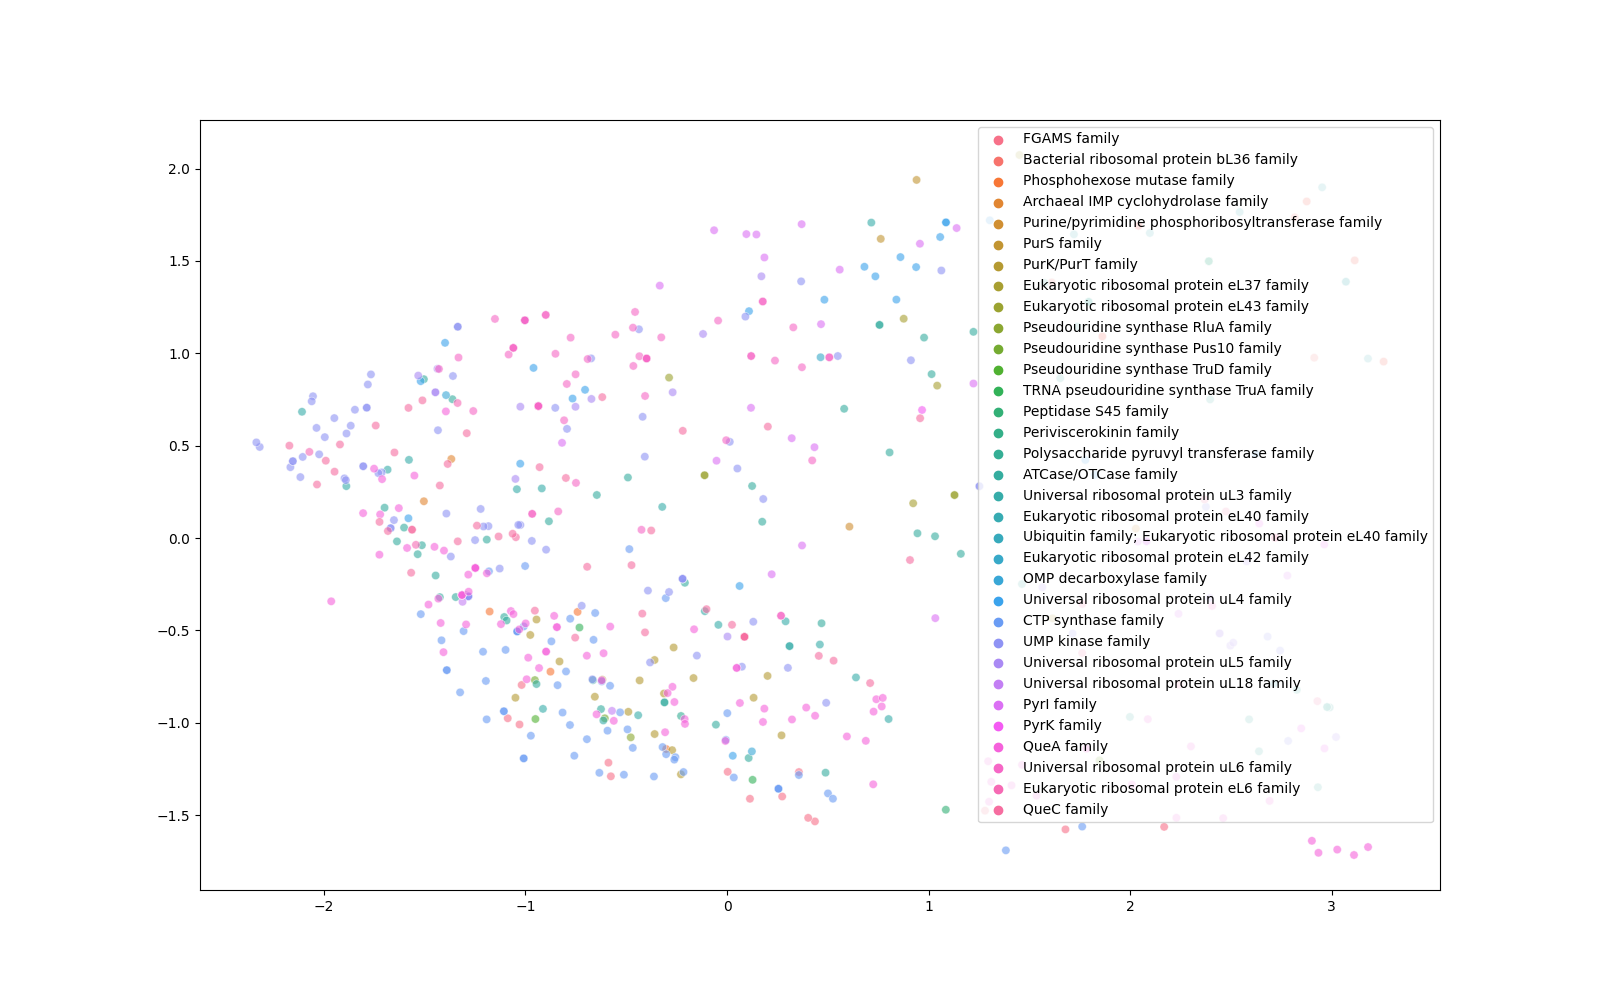 2.0
1.5
1.0
0.5
0.0
−0.5
−1.0
−1.5
−2
−1
0
1
2
3
FGAMS family
Bacterial ribosomal protein bL36 family
Phosphohexose mutase family
Archaeal IMP cyclohydrolase family
Purine/pyrimidine phosphoribosyltransferase family
PurS family
PurK/PurT family
Eukaryotic ribosomal protein eL37 family
Eukaryotic ribosomal protein eL43 family
Pseudouridine synthase RluA family
Pseudouridine synthase Pus10 family
Pseudouridine synthase TruD family
TRNA pseudouridine synthase TruA family
Peptidase S45 family
Periviscerokinin family
Polysaccharide pyruvyl transferase family
ATCase/OTCase family
Universal ribosomal protein uL3 family
Eukaryotic ribosomal protein eL40 family
Ubiquitin family; Eukaryotic ribosomal protein eL40 family
Eukaryotic ribosomal protein eL42 family
OMP decarboxylase family
Universal ribosomal protein uL4 family
CTP synthase family
UMP kinase family
Universal ribosomal protein uL5 family
Universal ribosomal protein uL18 family
PyrI family
PyrK family
QueA family
Universal ribosomal protein uL6 family
Eukaryotic ribosomal protein eL6 family
QueC family